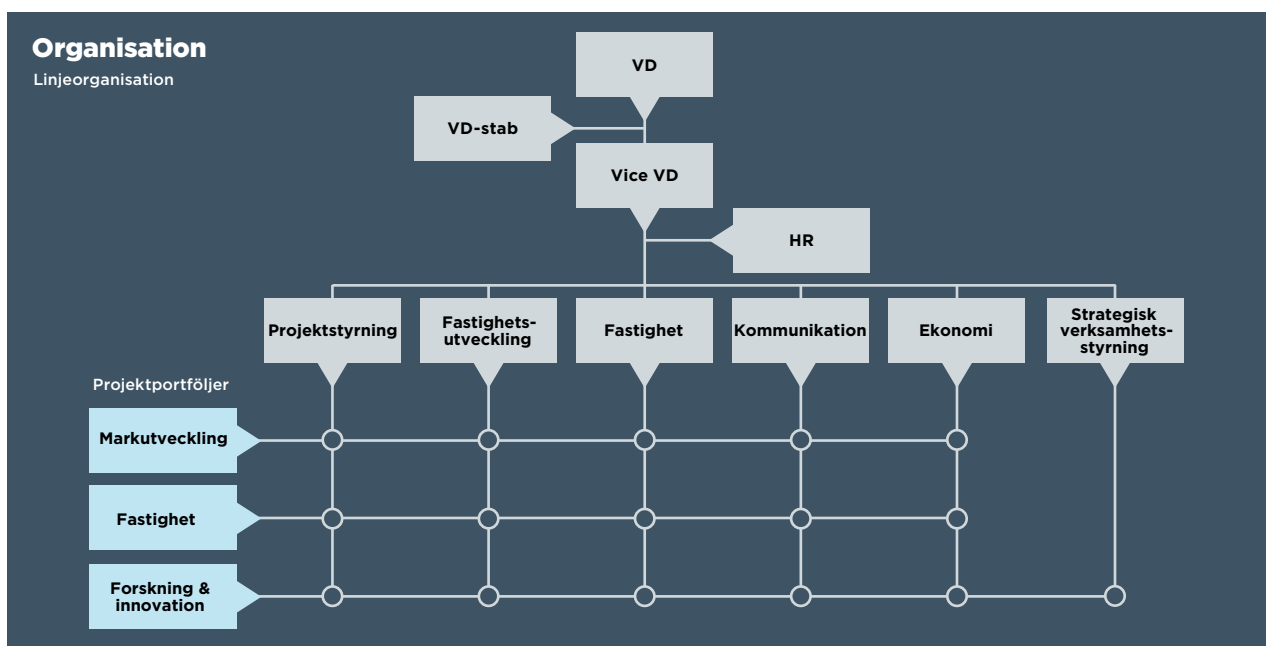 Organisation
Linjeorganisation
VD
VD-stab
Vice VD
HR
Projektstyrning
Fastighets-
utveckling
Fastighet
Kommunikation
Ekonomi
Strategisk
verksamhets-
styrning
Projektportföljer
Markutveckling
Fastighet
Forskning &
innovation